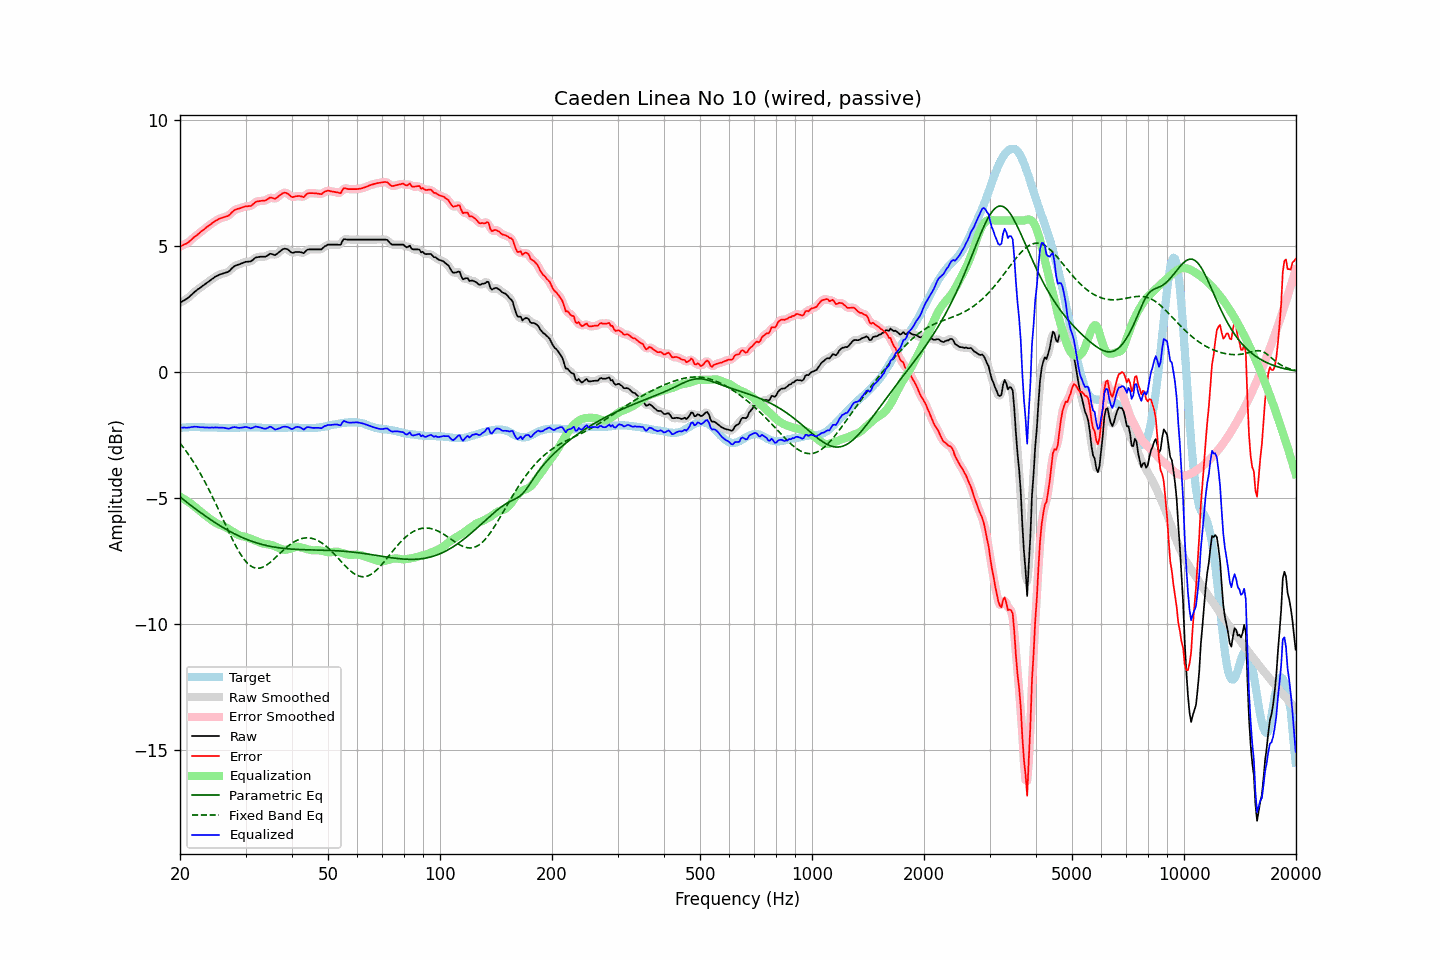 Caeden Linea No 10 (wired, passive)
Amplitude (dBr)
10
5
0
−5
−10
−15
Target
Raw Smoothed
Error Smoothed
Raw
Error
Equalization
Parametric Eq
Fixed Band Eq
Equalized
20 50 100 200 500 1000 2000 5000 10000 20000
Frequency (Hz)